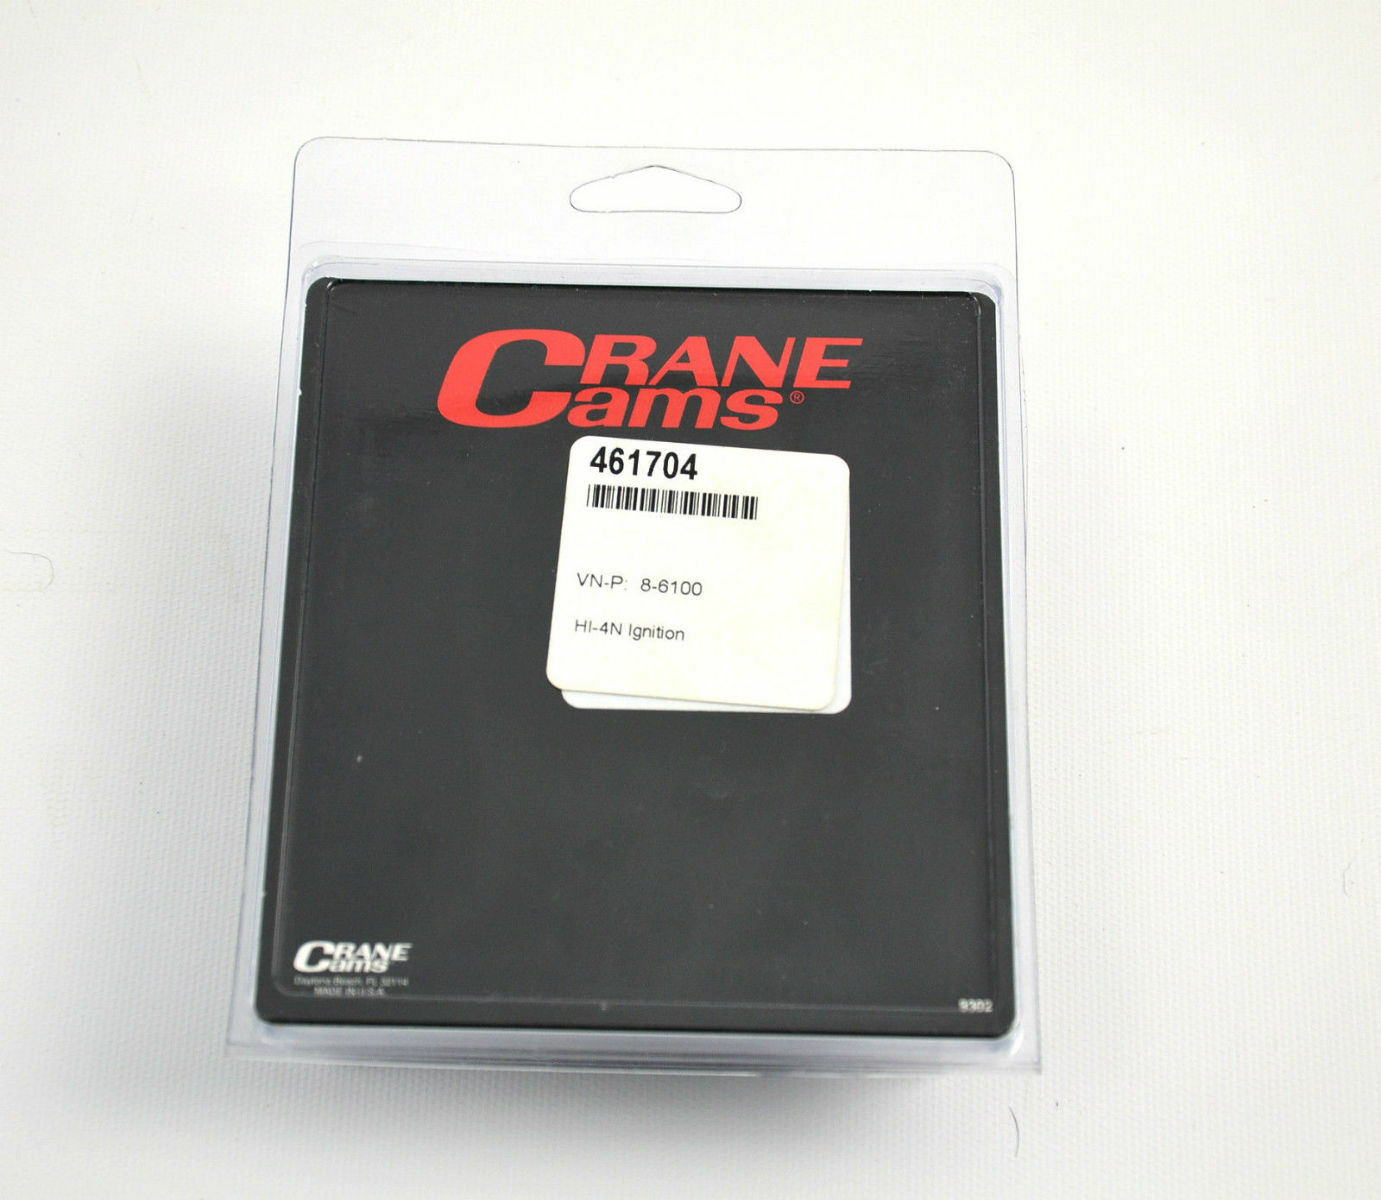 CRANE
Cams®
461704
VN-P: 8-6100
HI-4N Ignition
CRANE
Cams
Daytona Beach, FL 32114
MADE IN U.S.A.
9302